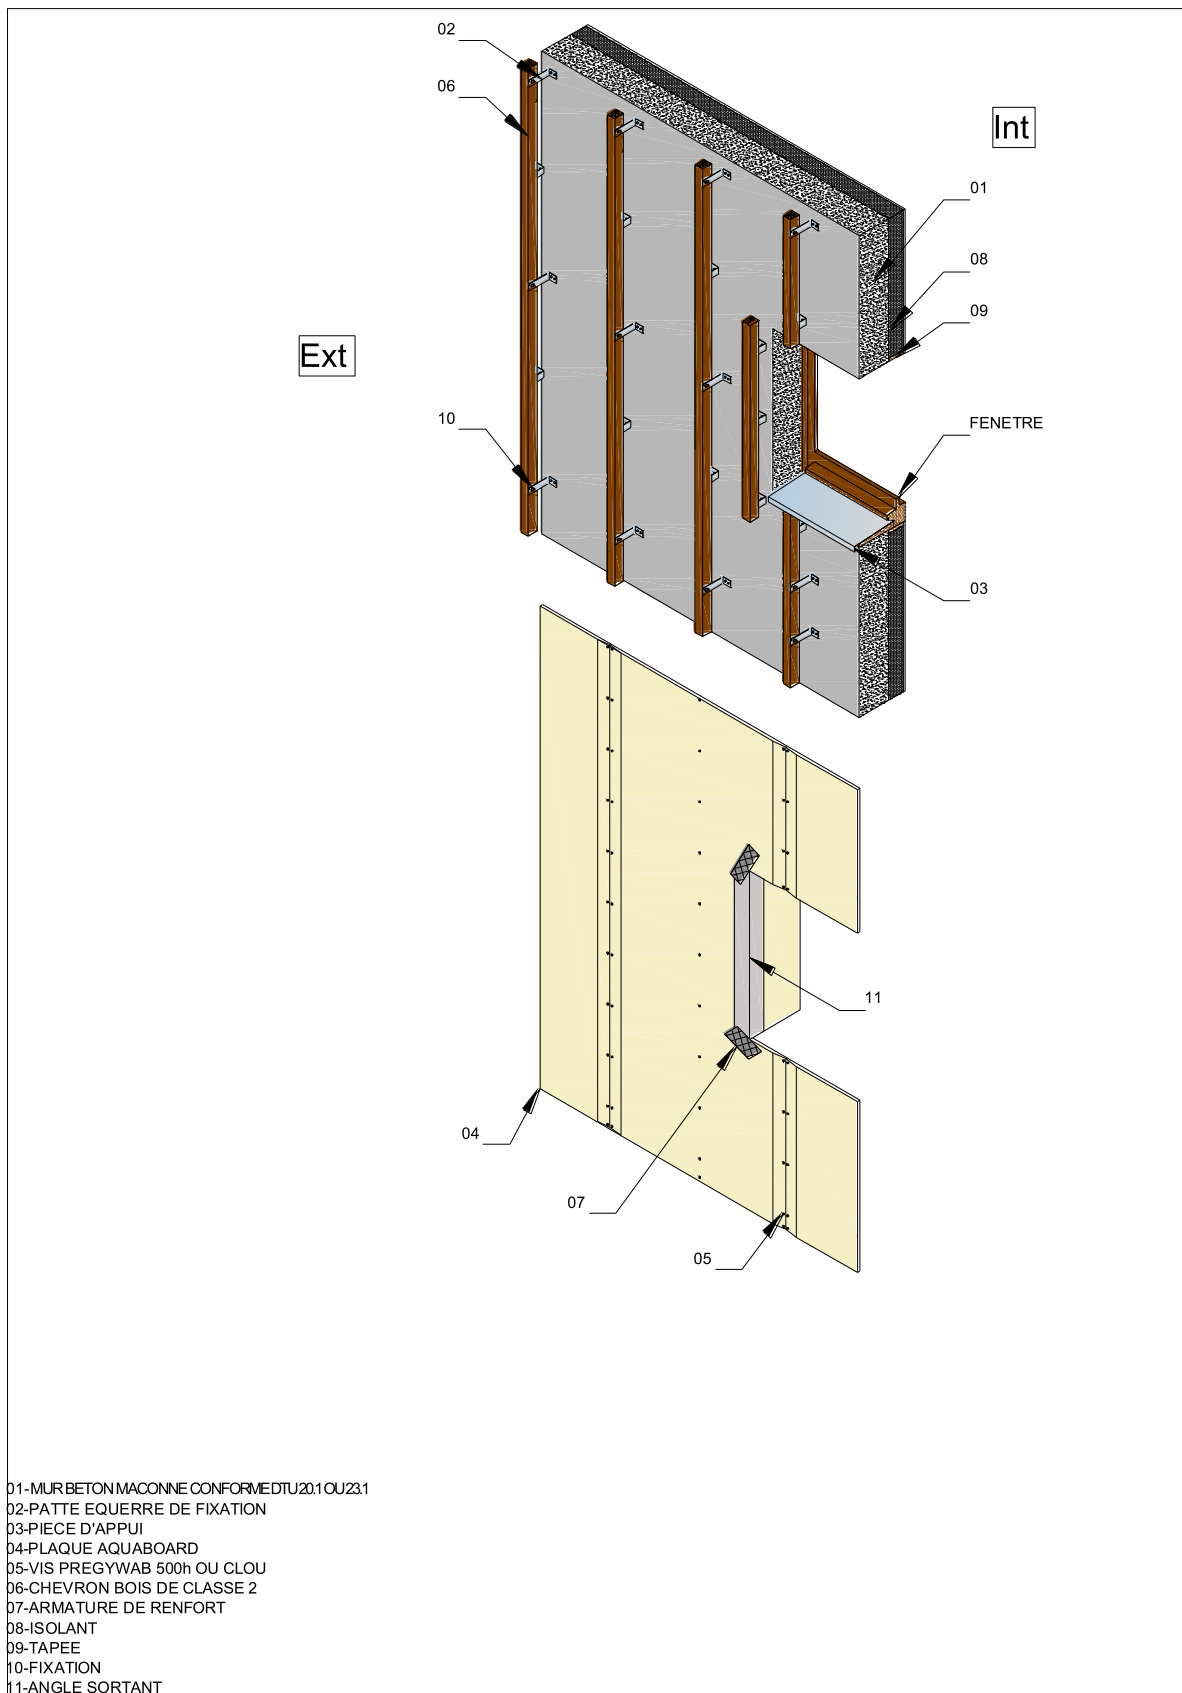 02
06
Int
01
08
09
Ext
10
FENETRE
03
11
04
07
05
01-MUR BETON MACONNE CONFORME DTU 20.1 OU 23.1
02-PATTE EQUERRE DE FIXATION
03-PIECE D'APPUI
04-PLAQUE AQUABOARD
05-VIS PREGYWAB 500h OU CLOU
06-CHEVRON BOIS DE CLASSE 2
07-ARMATURE DE RENFORT
08-ISOLANT
09-TAPEE
10-FIXATION
11-ANGLE SORTANT